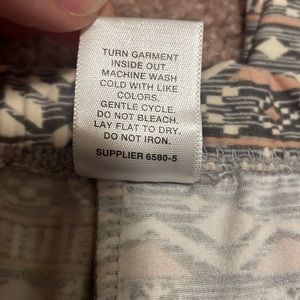 TURN GARMENT
INSIDE OUT.
MACHINE WASH
COLD WITH LIKE
COLORS.
GENTLE CYCLE.
DO NOT BLEACH.
LAY FLAT TO DRY.
DO NOT IRON.
SUPPLIER 6580-5